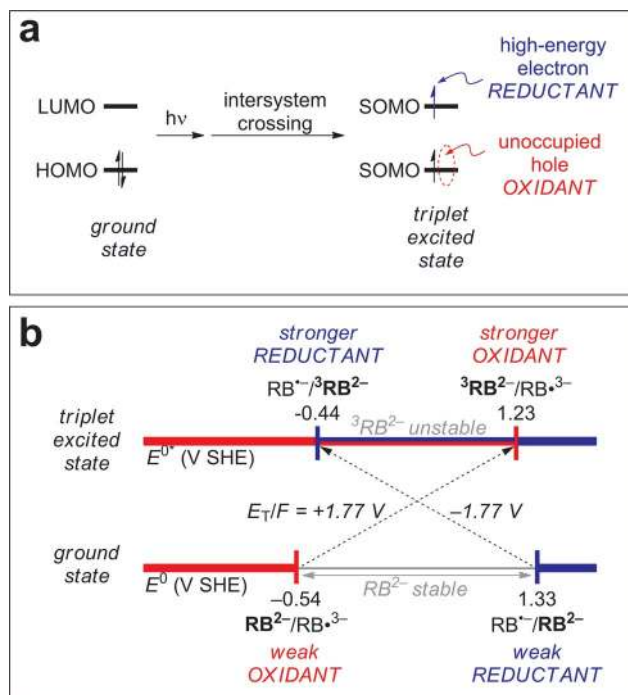 a
high-energy
electron
REDUCTANT
LUMO
hν
intersystem
crossing
SOMO
HOMO
SOMO
unoccupied
hole
OXIDANT
ground
state
triplet
excited
state
b
stronger
REDUCTANT
stronger
OXIDANT
RB•−/³RB²⁻
³RB²⁻/RB•³⁻
-0.44
1.23
triplet
excited
state
³RB²⁻ unstable
E⁰* (V SHE)
E_T/F = +1.77 V
−1.77 V
ground
state
E⁰ (V SHE)
RB²⁻ stable
−0.54
1.33
RB²⁻/RB•³⁻
RB•−/RB²⁻
weak
OXIDANT
weak
REDUCTANT